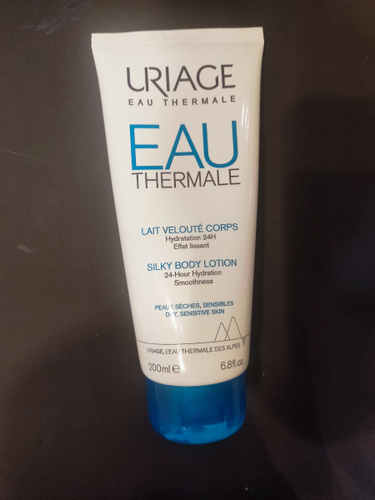 URIAGE
EAU THERMALE
EAU
THERMALE
LAIT VELOUTÉ CORPS
Hydratation 24H
Effet lissant
SILKY BODY LOTION
24-Hour Hydration
Smoothness
PEAUX SÈCHES, SENSIBLES
DRY, SENSITIVE SKIN
URIAGE, L'EAU THERMALE DES ALPES
200ml e 6.8fl.oz